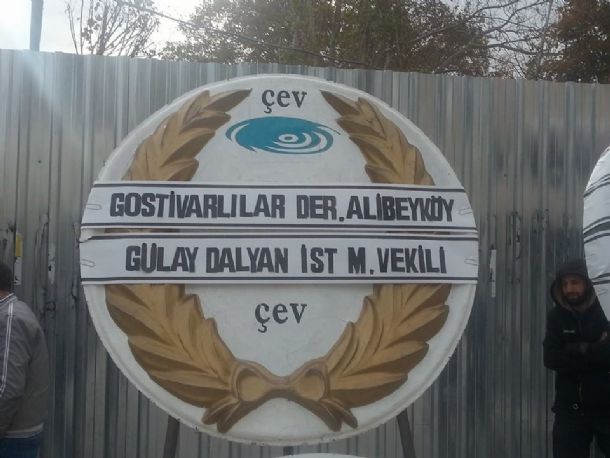 çev
GOSTİVARLILAR DER. ALİBEYKÖY
GÜLAY DALYAN İST M. VEKİLİ
çev